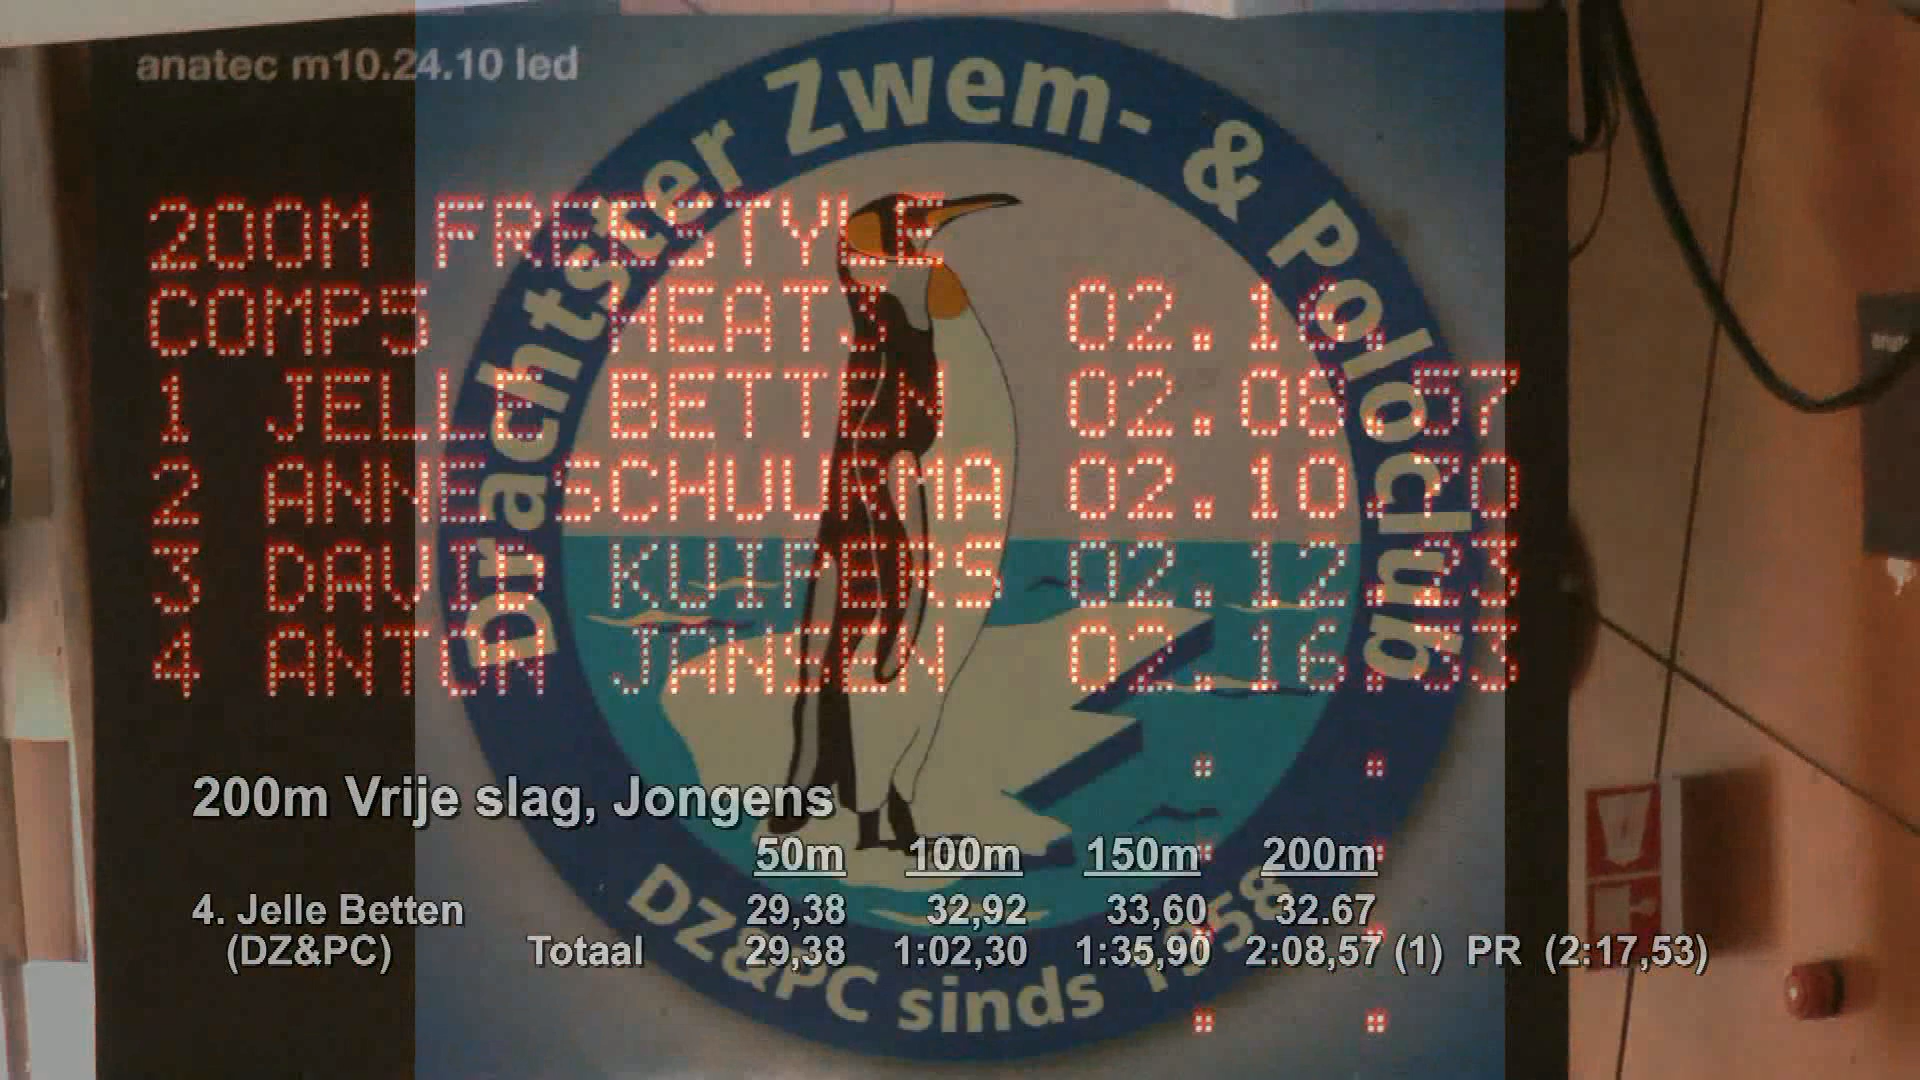 anatec m10.24.10 led
Drachtster Zwem- & Poloclub
200M FREESTYLE
COMP5 HEAT3 02.16.
1 JELLE BETTEN 02.08.57
2 ANNE SCHUURMA 02.10.70
3 DAVID KUIPERS 02.12.23
4 ANTON JANSEN 02.16.53
200m Vrije slag, Jongens
50m 100m 150m 200m
4. Jelle Betten 29,38 32,92 33,60 32.67
(DZ&PC) Totaal 29,38 1:02,30 1:35,90 2:08,57 (1) PR (2:17,53)
DZ&PC sinds 1958